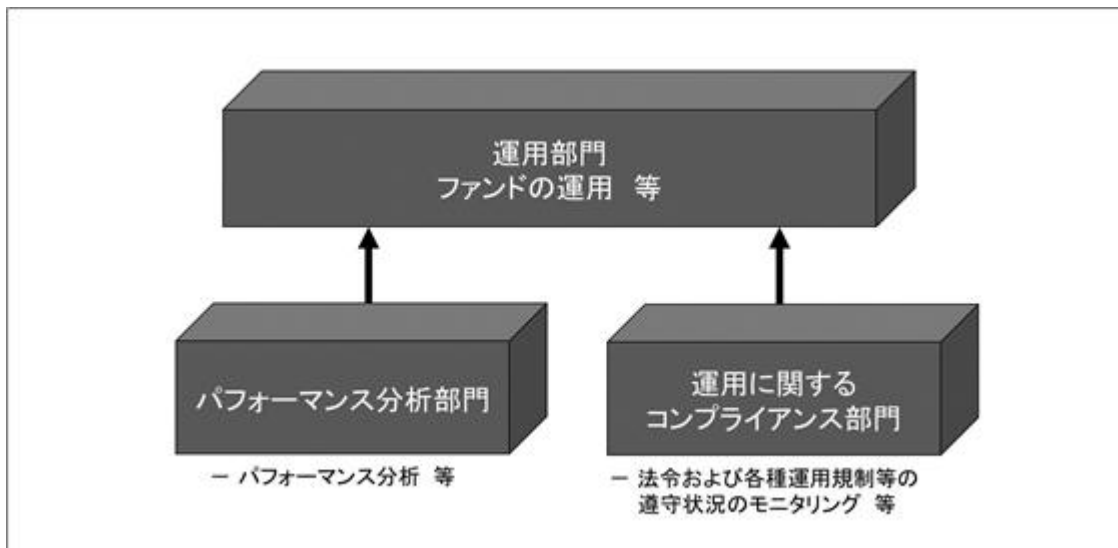 運用部門
ファンドの運用 等
パフォーマンス分析部門
－ パフォーマンス分析 等
運用に関する
コンプライアンス部門
－ 法令および各種運用規制等の
遵守状況のモニタリング 等